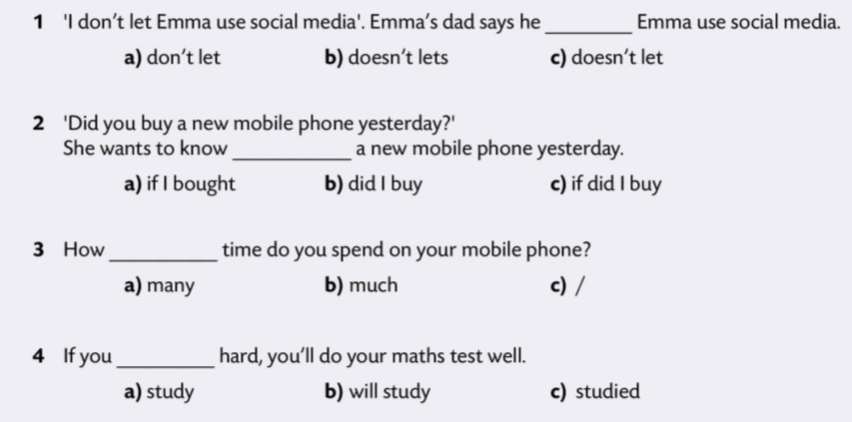 1 'I don't let Emma use social media'. Emma's dad says he ________ Emma use social media.
a) don't let b) doesn't lets c) doesn't let
2 'Did you buy a new mobile phone yesterday?'
She wants to know ___________ a new mobile phone yesterday.
a) if I bought b) did I buy c) if did I buy
3 How __________ time do you spend on your mobile phone?
a) many b) much c) /
4 If you _________ hard, you'll do your maths test well.
a) study b) will study c) studied